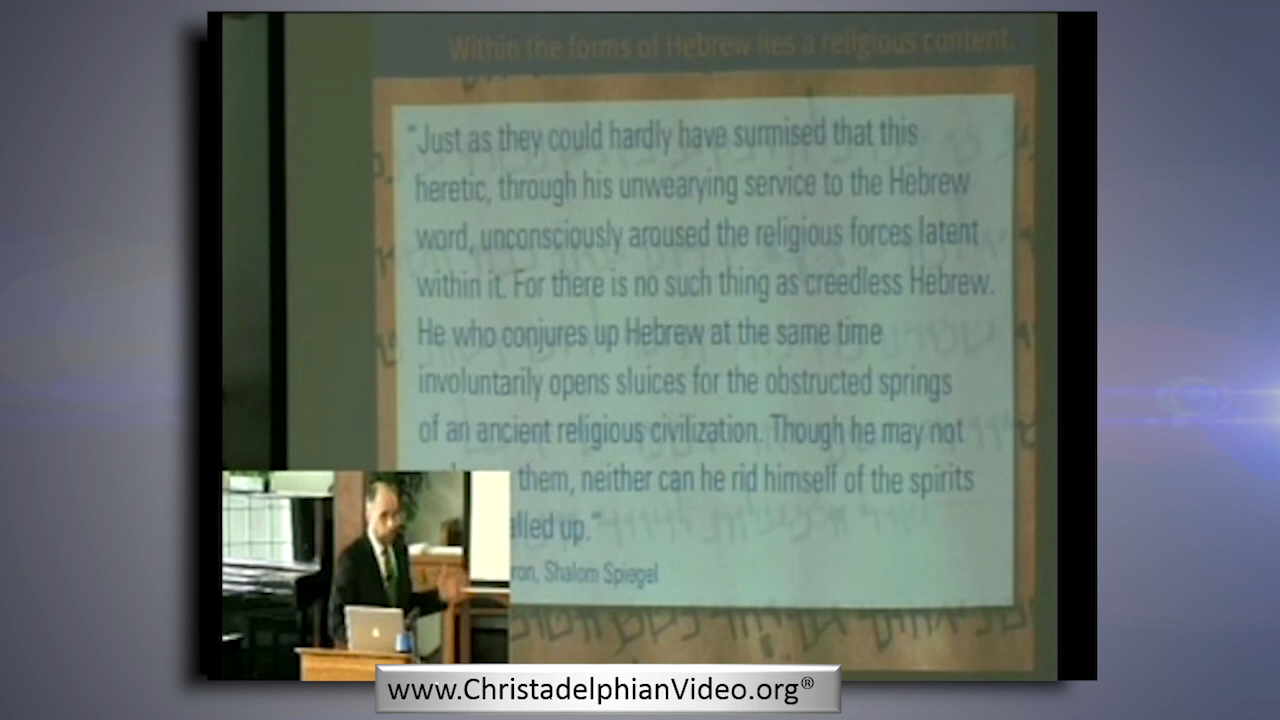 Within the forms of Hebrew lies a religious content.
"Just as they could hardly have surmised that this
heretic, through his unwearying service to the Hebrew
word, unconsciously aroused the religious forces latent
within it. For there is no such thing as creedless Hebrew.
He who conjures up Hebrew at the same time
involuntarily opens sluices for the obstructed springs
of an ancient religious civilization. Though he may not
them, neither can he rid himself of the spirits
elled up."
ron, Shalom Spiegel
www.ChristadelphianVideo.org®